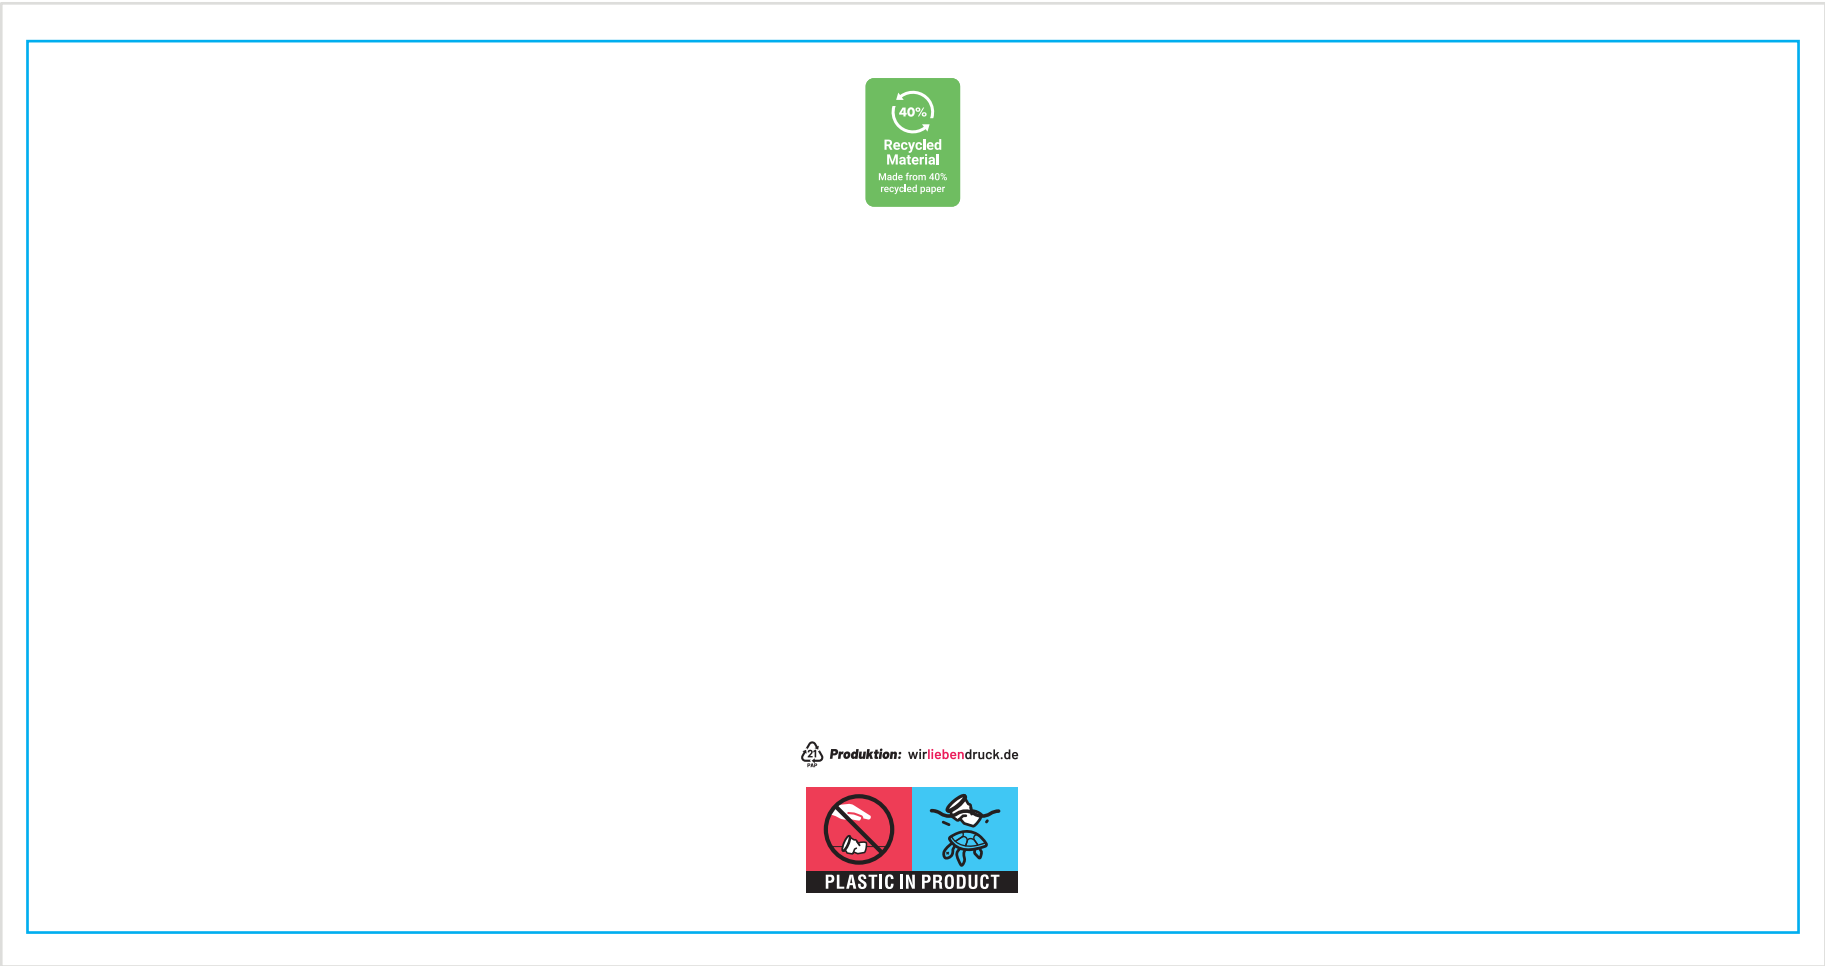 40%
Recycled
Material
Made from 40%
recycled paper
21
PAP
Produktion: wirliebendruck.de
PLASTIC IN PRODUCT